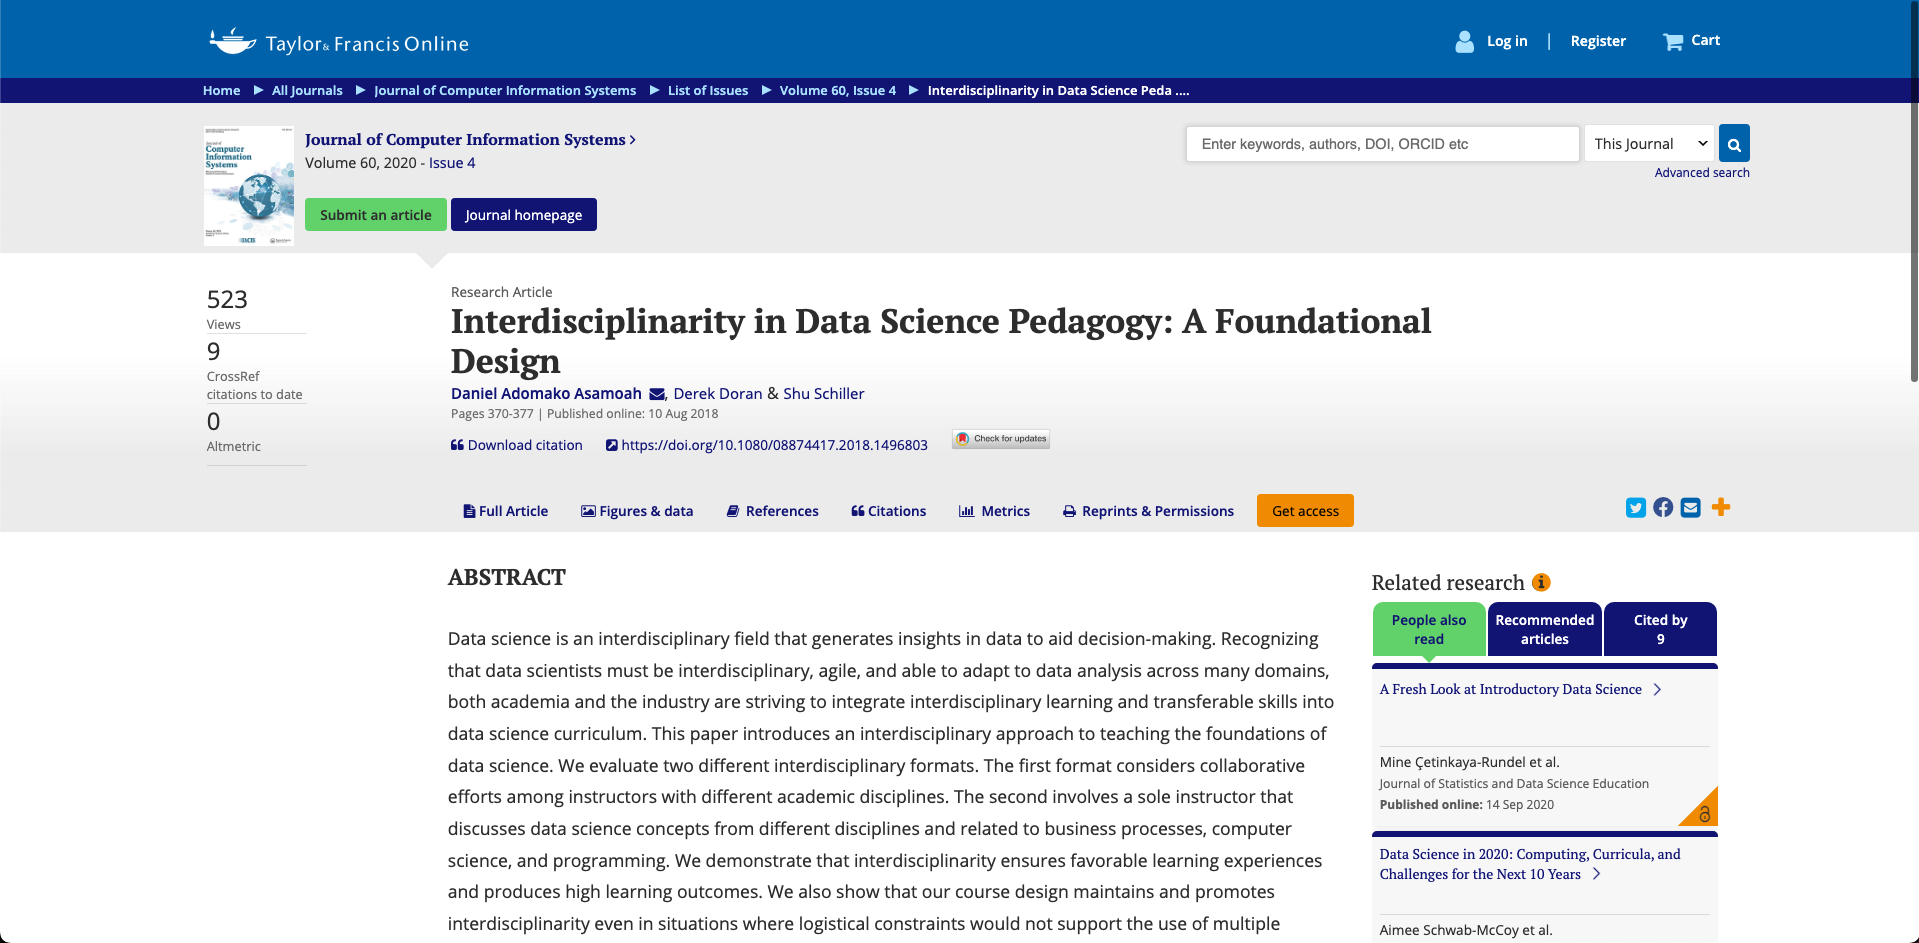 Taylor & Francis Online
Log in | Register
Cart
Home ▶ All Journals ▶ Journal of Computer Information Systems ▶ List of Issues ▶ Volume 60, Issue 4 ▶ Interdisciplinarity in Data Science Peda ....
Journal of
Computer
Information
Systems
Journal of Computer Information Systems >
Volume 60, 2020 - Issue 4
Submit an article
Journal homepage
Enter keywords, authors, DOI, ORCID etc
This Journal
Advanced search
523
Views
9
CrossRef
citations to date
0
Altmetric
Research Article
Interdisciplinarity in Data Science Pedagogy: A Foundational
Design
Daniel Adomako Asamoah , Derek Doran & Shu Schiller
Pages 370-377 | Published online: 10 Aug 2018
Download citation
https://doi.org/10.1080/08874417.2018.1496803
Check for updates
Full Article
Figures & data
References
Citations
Metrics
Reprints & Permissions
Get access
ABSTRACT
Data science is an interdisciplinary field that generates insights in data to aid decision-making. Recognizing
that data scientists must be interdisciplinary, agile, and able to adapt to data analysis across many domains,
both academia and the industry are striving to integrate interdisciplinary learning and transferable skills into
data science curriculum. This paper introduces an interdisciplinary approach to teaching the foundations of
data science. We evaluate two different interdisciplinary formats. The first format considers collaborative
efforts among instructors with different academic disciplines. The second involves a sole instructor that
discusses data science concepts from different disciplines and related to business processes, computer
science, and programming. We demonstrate that interdisciplinarity ensures favorable learning experiences
and produces high learning outcomes. We also show that our course design maintains and promotes
interdisciplinarity even in situations where logistical constraints would not support the use of multiple
Related research
People also
read
Recommended
articles
Cited by
9
A Fresh Look at Introductory Data Science
Mine Çetinkaya-Rundel et al.
Journal of Statistics and Data Science Education
Published online: 14 Sep 2020
Data Science in 2020: Computing, Curricula, and
Challenges for the Next 10 Years
Aimee Schwab-McCoy et al.